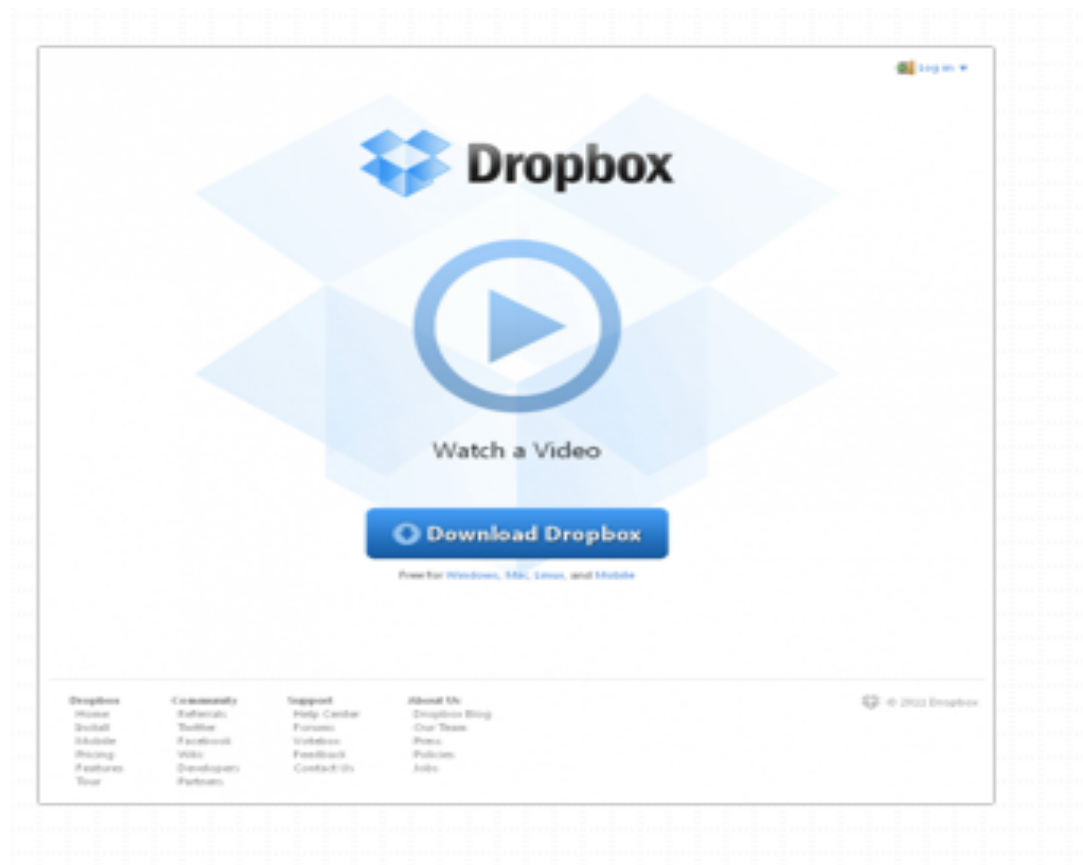 Log in
Dropbox
Watch a Video
Download Dropbox
Free for Windows, Mac, Linux, and Mobile
Dropbox
Home
Install
Mobile
Pricing
Features
Tour
Community
Referrals
Twitter
Facebook
Wiki
Developers
Partners
Support
Help Center
Forums
Votebox
Feedback
Contact Us
About Us
Dropbox Blog
Our Team
Press
Policies
Jobs
© Dropbox